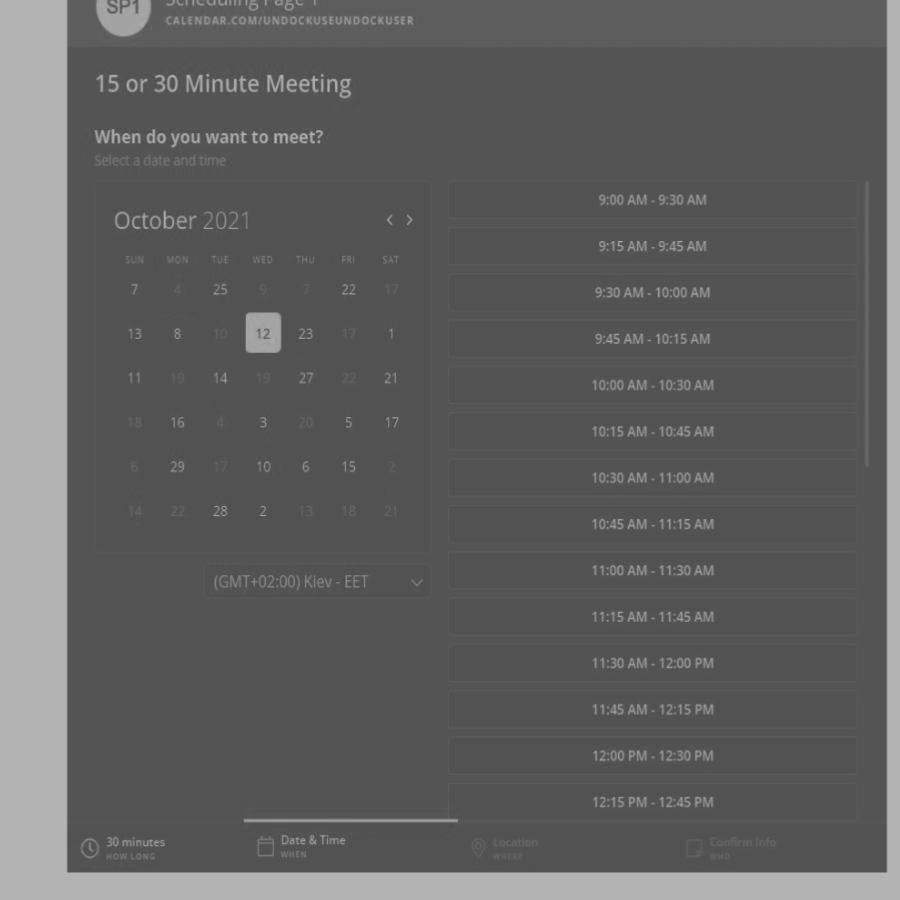 Scheduling Page 1
SP1
CALENDAR.COM/UNDOCKUSEUNDOCKUSER
15 or 30 Minute Meeting
When do you want to meet?
Select a date and time
October 2021
SUN MON TUE WED THU FRI SAT
7 4 25 9 7 22 17
13 8 10 12 23 17 1
11 19 14 19 27 22 21
18 16 4 3 20 5 17
6 29 17 10 6 15 2
14 22 28 2 13 18 21
(GMT+02:00) Kiev - EET
9:00 AM - 9:30 AM
9:15 AM - 9:45 AM
9:30 AM - 10:00 AM
9:45 AM - 10:15 AM
10:00 AM - 10:30 AM
10:15 AM - 10:45 AM
10:30 AM - 11:00 AM
10:45 AM - 11:15 AM
11:00 AM - 11:30 AM
11:15 AM - 11:45 AM
11:30 AM - 12:00 PM
11:45 AM - 12:15 PM
12:00 PM - 12:30 PM
12:15 PM - 12:45 PM
30 minutes
HOW LONG
Date & Time
WHEN
Location
WHERE
Confirm Info
WHO